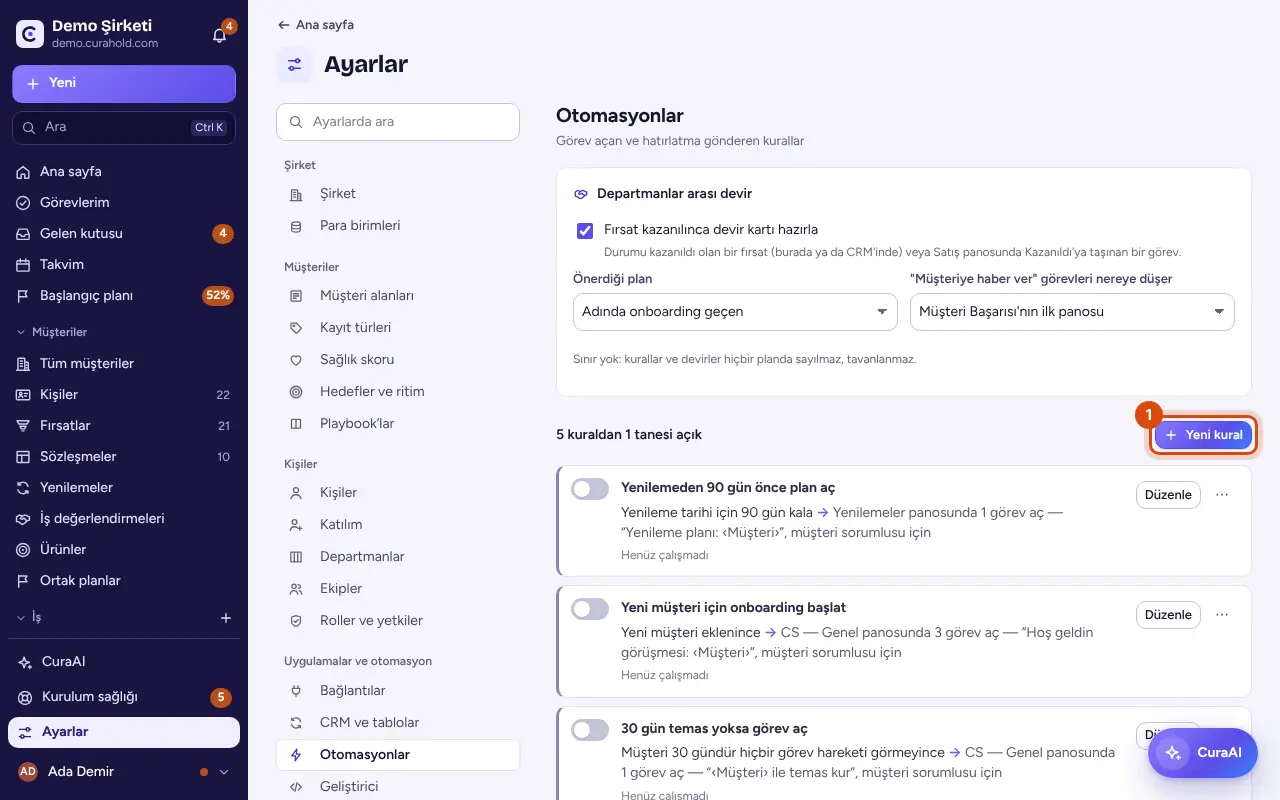 Demo Şirketi
demo.curahold.com
4
Yeni
Ara
Ctrl K
Ana sayfa
Görevlerim
Gelen kutusu
4
Takvim
Başlangıç planı
52%
Müşteriler
Tüm müşteriler
Kişiler
22
Fırsatlar
21
Sözleşmeler
10
Yenilemeler
İş değerlendirmeleri
Ürünler
Ortak planlar
İş
CuraAI
Kurulum sağlığı
5
Ayarlar
AD
Ada Demir
Ana sayfa
Ayarlar
Ayarlarda ara
Şirket
Şirket
Para birimleri
Müşteriler
Müşteri alanları
Kayıt türleri
Sağlık skoru
Hedefler ve ritim
Playbook'lar
Kişiler
Kişiler
Katılım
Departmanlar
Ekipler
Roller ve yetkiler
Uygulamalar ve otomasyon
Bağlantılar
CRM ve tablolar
Otomasyonlar
Geliştirici
Otomasyonlar
Görev açan ve hatırlatma gönderen kurallar
Departmanlar arası devir
Fırsat kazanılınca devir kartı hazırla
Durumu kazanıldı olan bir fırsat (burada ya da CRM'inde) veya Satış panosunda Kazanıldı'ya taşınan bir görev.
Önerdiği plan
"Müşteriye haber ver" görevleri nereye düşer
Adında onboarding geçen
Müşteri Başarısı'nın ilk panosu
Sınır yok: kurallar ve devirler hiçbir planda sayılmaz, tavanlanmaz.
5 kuraldan 1 tanesi açık
1
Yeni kural
Yenilemeden 90 gün önce plan aç
Düzenle
Yenileme tarihi için 90 gün kala → Yenilemeler panosunda 1 görev aç —
“Yenileme planı: ‹Müşteri›”, müşteri sorumlusu için
Henüz çalışmadı
Yeni müşteri için onboarding başlat
Düzenle
Yeni müşteri eklenince → CS — Genel panosunda 3 görev aç — “Hoş geldin
görüşmesi: ‹Müşteri›”, müşteri sorumlusu için
Henüz çalışmadı
30 gün temas yoksa görev aç
Müşteri 30 gündür hiçbir görev hareketi görmeyince → CS — Genel panosunda
1 görev aç — “‹Müşteri› ile temas kur”, müşteri sorumlusu için
Henüz çalışmadı
CuraAI